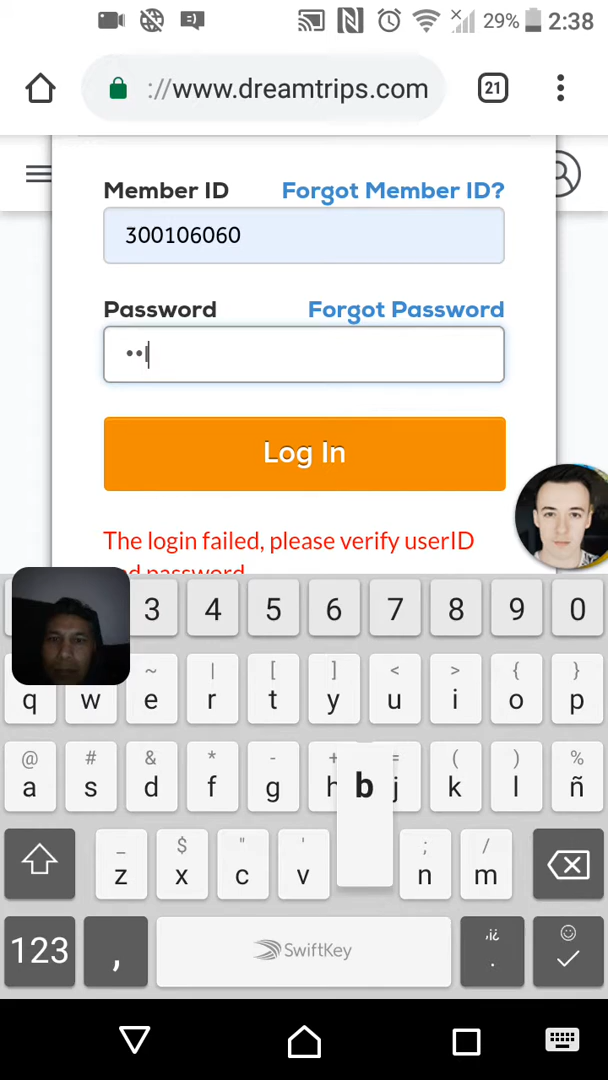 29% 2:38
://www.dreamtrips.com 21
Member ID Forgot Member ID?
300106060
Password Forgot Password
••
Log In
The login failed, please verify userID
password
3 4 5 6 7 8 9 0
~ | [ ] < > { }
q w e r t y u i o p
@ # & * - + = ( ) %
a s d f g h b j k l ñ
_ $ " ' ; /
z x c v n m
123 , SwiftKey ,i¿ .